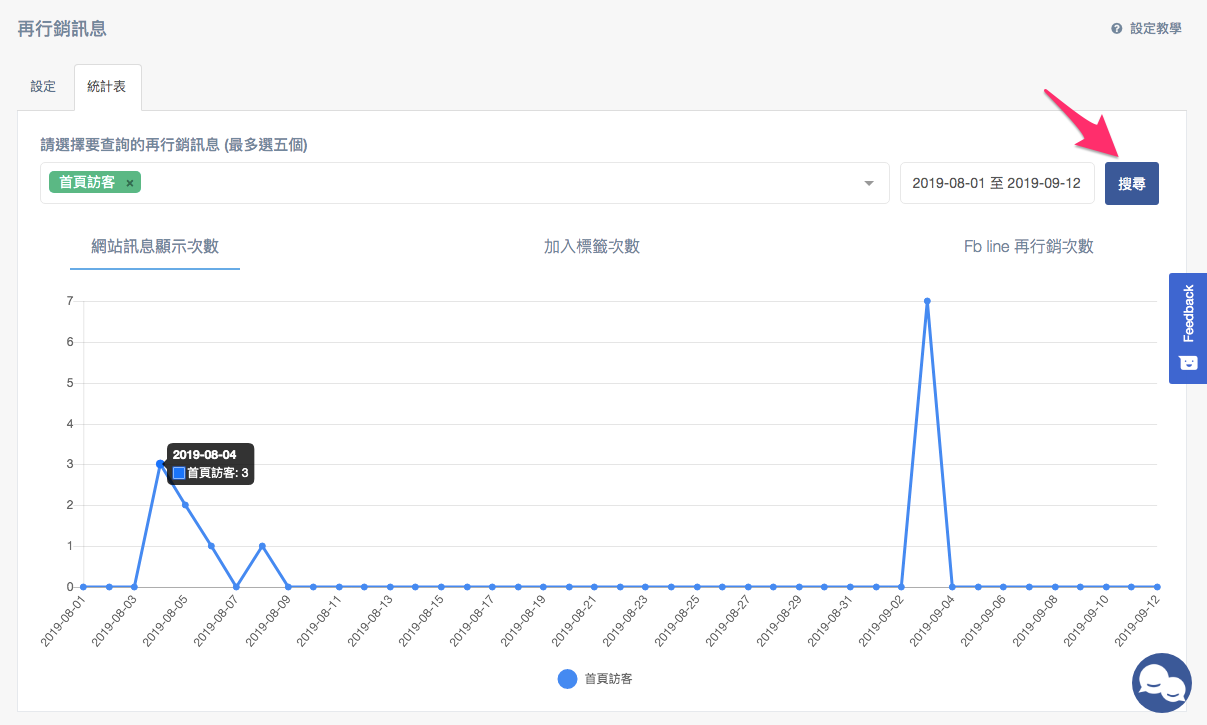 再行銷訊息
設定教學
設定
統計表
請選擇要查詢的再行銷訊息 (最多選五個)
首頁訪客 ×
2019-08-01 至 2019-09-12
搜尋
網站訊息顯示次數
加入標籤次數
Fb line 再行銷次數
Feedback
7
6
5
4
3
2
1
0
2019-08-04
首頁訪客: 3
2019-08-01
2019-08-03
2019-08-05
2019-08-07
2019-08-09
2019-08-11
2019-08-13
2019-08-15
2019-08-17
2019-08-19
2019-08-21
2019-08-23
2019-08-25
2019-08-27
2019-08-29
2019-08-31
2019-09-02
2019-09-04
2019-09-06
2019-09-08
2019-09-10
2019-09-12
首頁訪客